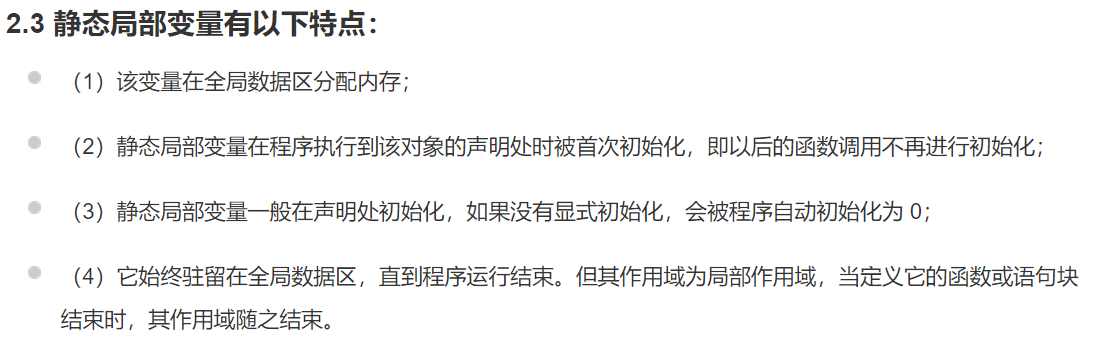 2.3 静态局部变量有以下特点：
（1）该变量在全局数据区分配内存；
（2）静态局部变量在程序执行到该对象的声明处时被首次初始化，即以后的函数调用不再进行初始化；
（3）静态局部变量一般在声明处初始化，如果没有显式初始化，会被程序自动初始化为 0；
（4）它始终驻留在全局数据区，直到程序运行结束。但其作用域为局部作用域，当定义它的函数或语句块
结束时，其作用域随之结束。